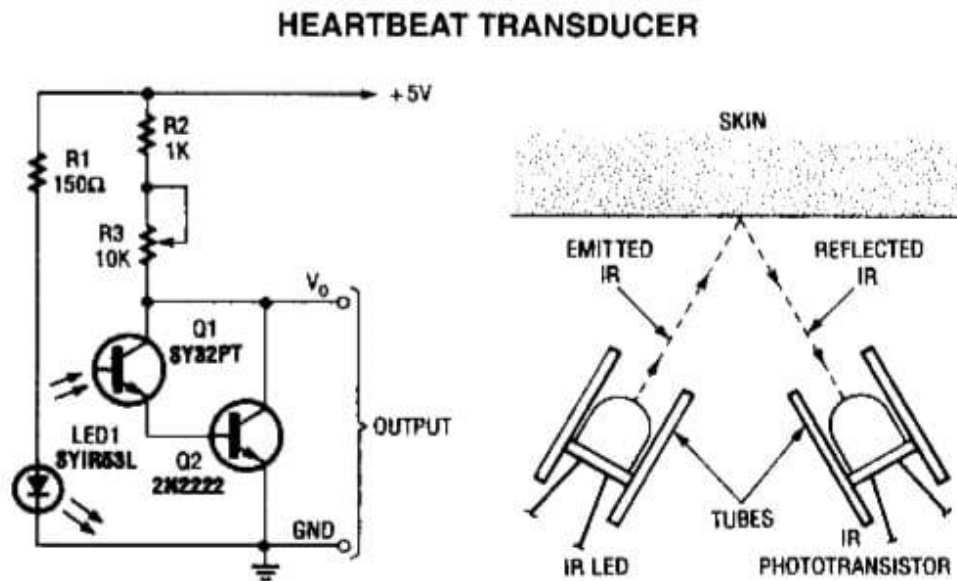 HEARTBEAT TRANSDUCER
+5V
R2
1K
R1
150Ω
R3
10K
Vo
Q1
SY32PT
LED1
SYIR53L
Q2
2N2222
OUTPUT
GND
SKIN
EMITTED
IR
REFLECTED
IR
TUBES
IR LED
IR
PHOTOTRANSISTOR